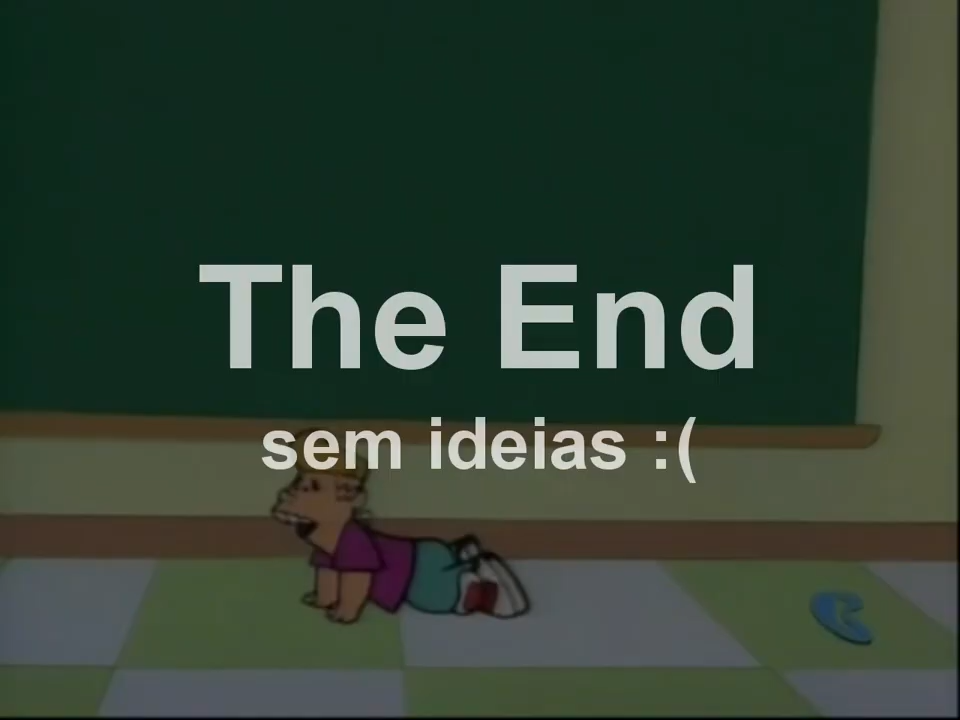 The End
sem ideias :(